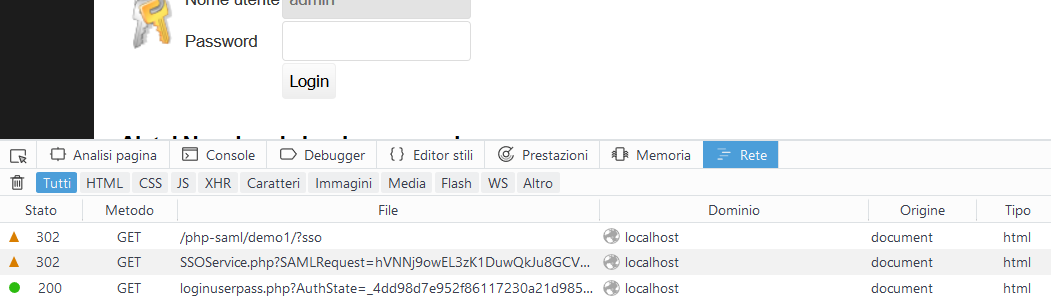 Nome utente admin
Password
Login
Analisi pagina Console Debugger Editor stili Prestazioni Memoria Rete
Tutti HTML CSS JS XHR Caratteri Immagini Media Flash WS Altro
Stato Metodo File Dominio Origine Tipo
302 GET /php-saml/demo1/?sso localhost document html
302 GET SSOService.php?SAMLRequest=hVNNj9owEL3zK1DuwQkJu8GCV... localhost document html
200 GET loginuserpass.php?AuthState=_4dd98d7e952f86117230a21d985... localhost document html